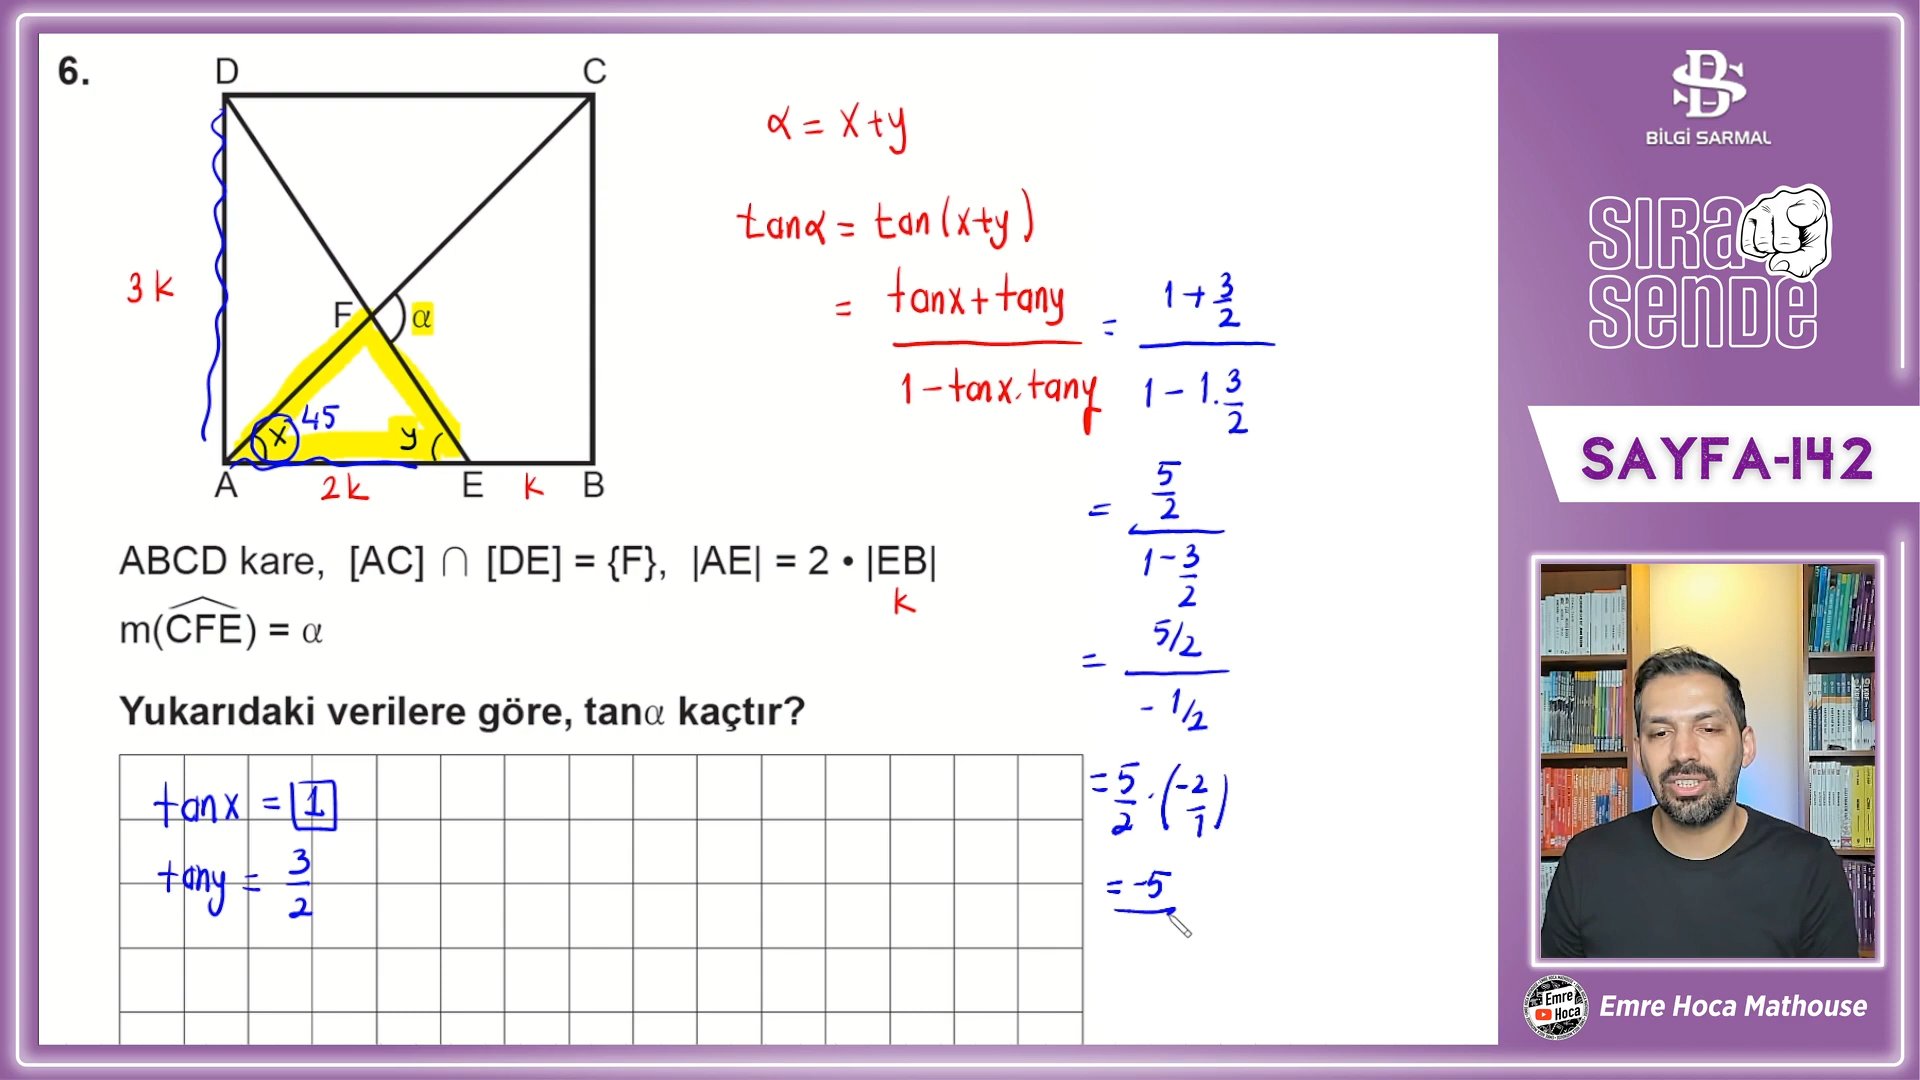 6.
D
C
3k
F
α
x
45
y
A
2k
E
k
B
α = x+y
tanα = tan(x+y)
= tanx+tany / 1-tanx.tany = 1+3/2 / 1-1.3/2
= 5/2 / 1-3/2
= 5/2 / -1/2
= 5/2 . (-2/1)
= -5
ABCD kare, [AC] ∩ [DE] = {F}, |AE| = 2 • |EB|
k
m(CFE) = α
Yukarıdaki verilere göre, tanα kaçtır?
tanx = 1
tany = 3/2
BS
BİLGİ SARMAL
SIRA
SENDE
SAYFA-142
Emre
Hoca
Emre Hoca Mathouse